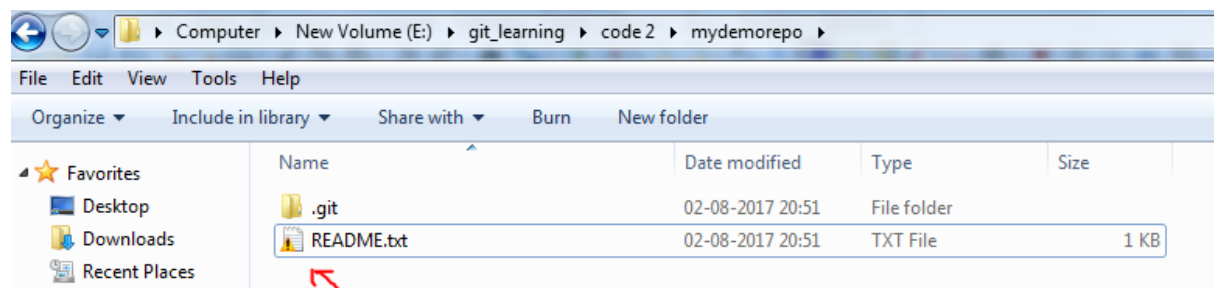 Computer New Volume (E:) git_learning code 2 mydemorepo
File Edit View Tools Help
Organize Include in library Share with Burn New folder
Favorites
Desktop
Downloads
Recent Places
Name Date modified Type Size
.git 02-08-2017 20:51 File folder
README.txt 02-08-2017 20:51 TXT File 1 KB